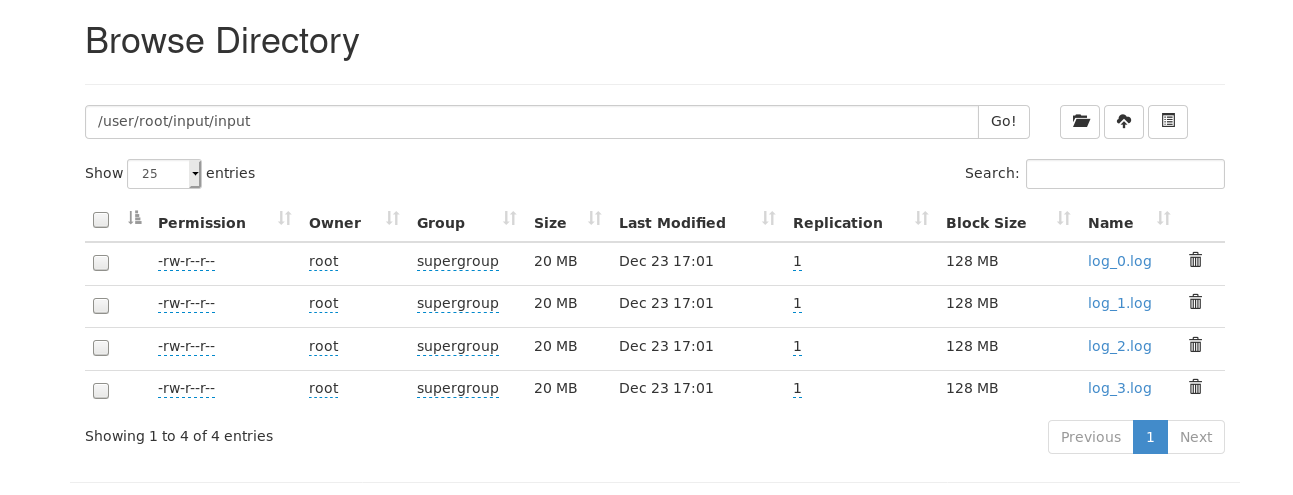 Browse Directory
/user/root/input/input Go!
Show 25 entries Search:
Permission Owner Group Size Last Modified Replication Block Size Name
-rw-r--r-- root supergroup 20 MB Dec 23 17:01 1 128 MB log_0.log
-rw-r--r-- root supergroup 20 MB Dec 23 17:01 1 128 MB log_1.log
-rw-r--r-- root supergroup 20 MB Dec 23 17:01 1 128 MB log_2.log
-rw-r--r-- root supergroup 20 MB Dec 23 17:01 1 128 MB log_3.log
Showing 1 to 4 of 4 entries Previous 1 Next